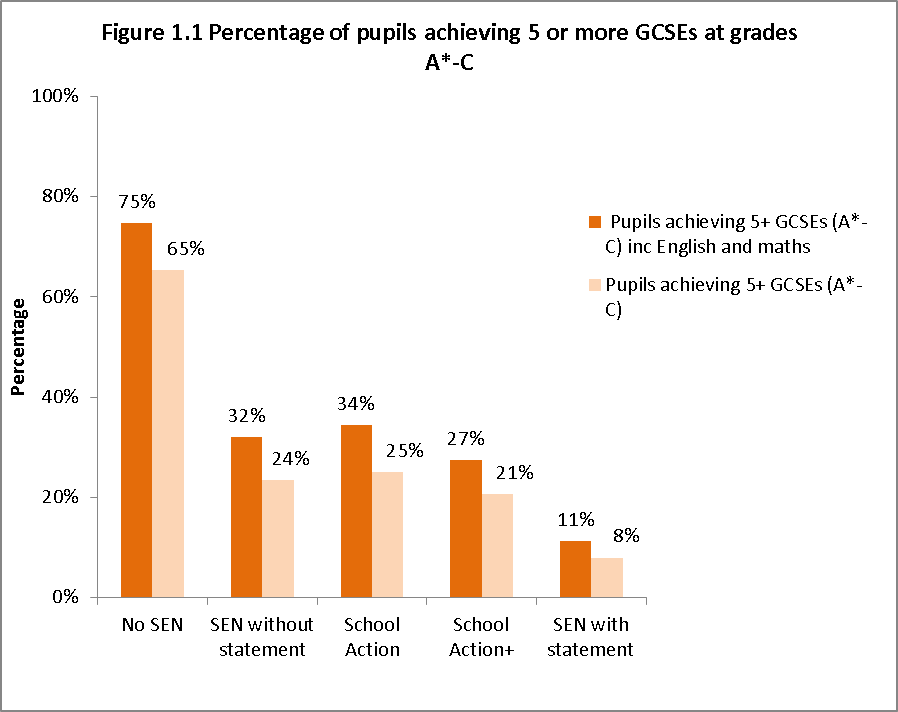 Figure 1.1 Percentage of pupils achieving 5 or more GCSEs at grades
A*-C
100%
80%
60%
40%
20%
0%
Percentage
75%
65%
32%
24%
34%
25%
27%
21%
11%
8%
No SEN
SEN without
statement
School
Action
School
Action+
SEN with
statement
Pupils achieving 5+ GCSEs (A*-
C) inc English and maths
Pupils achieving 5+ GCSEs (A*-
C)